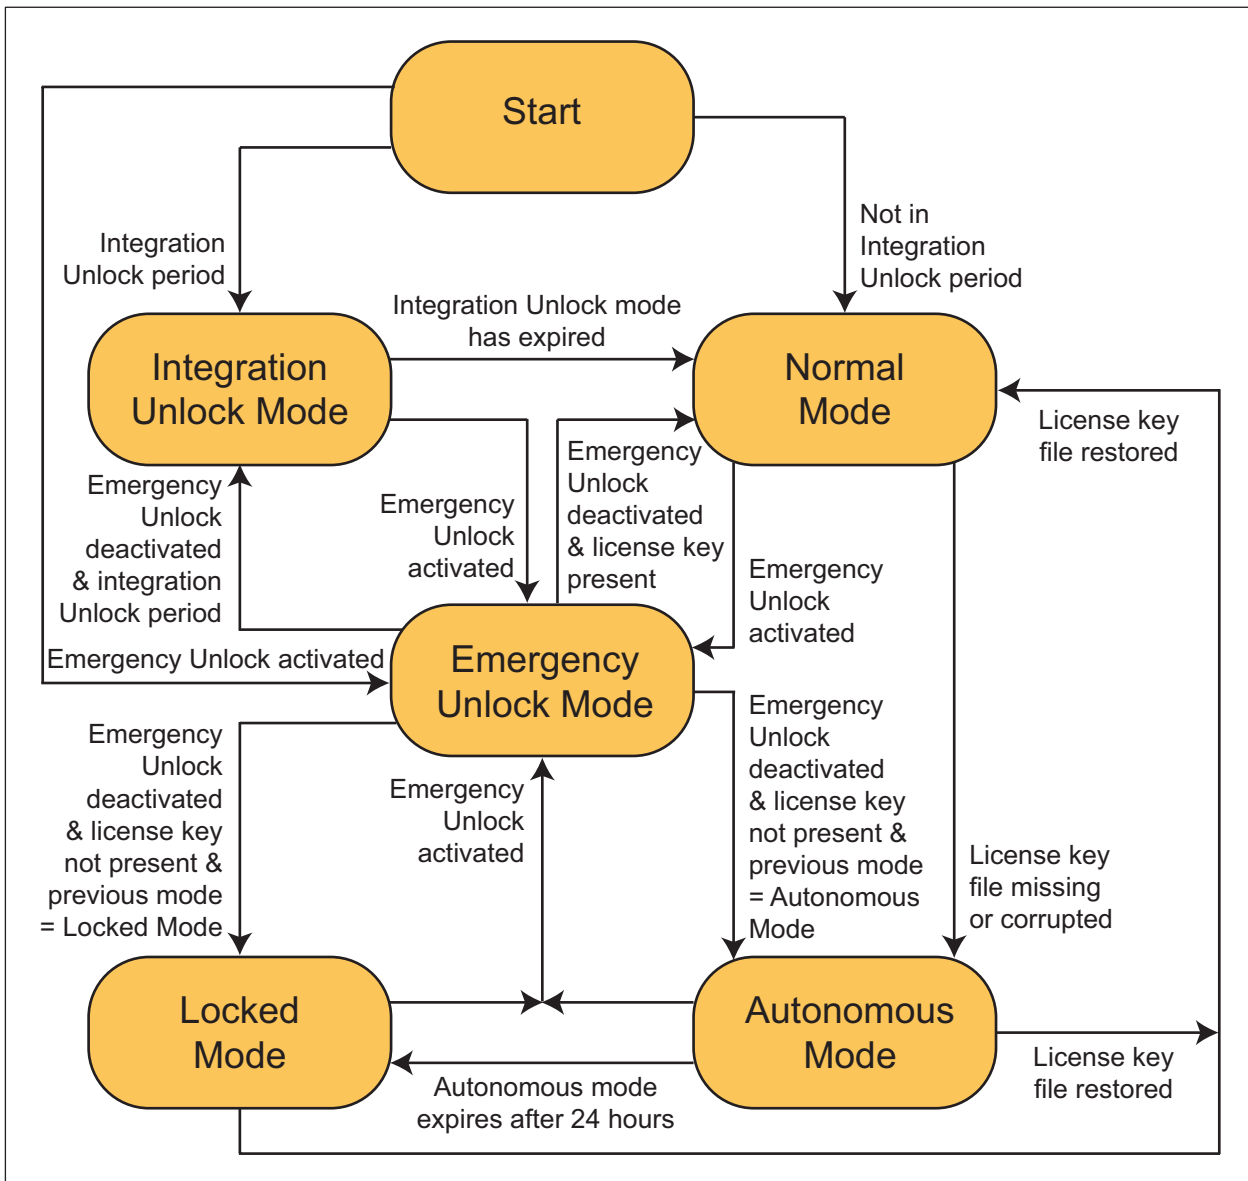 Start
Integration
Unlock period
Not in
Integration
Unlock period
Integration Unlock mode
has expired
Integration
Unlock Mode
Normal
Mode
License key
file restored
Emergency
Unlock
deactivated
& integration
Unlock period
Emergency
Unlock
activated
Emergency
Unlock
deactivated
& license key
present
Emergency
Unlock
activated
Emergency Unlock activated
Emergency
Unlock Mode
Emergency
Unlock
deactivated
& license key
not present &
previous mode
= Locked Mode
Emergency
Unlock
activated
Emergency
Unlock
deactivated
& license key
not present &
previous mode
= Autonomous
Mode
License key
file missing
or corrupted
Locked
Mode
Autonomous
Mode
Autonomous mode
expires after 24 hours
License key
file restored